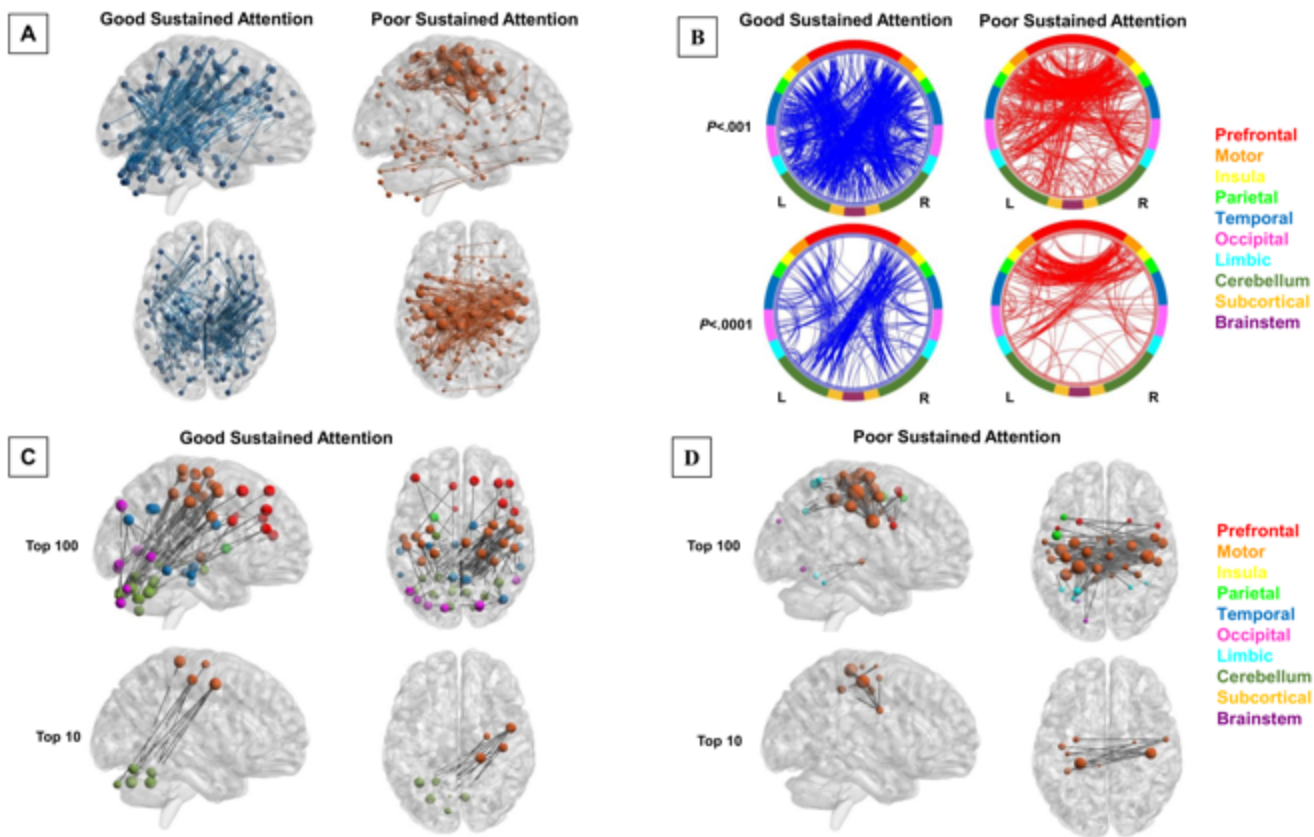 A
Good Sustained Attention
Poor Sustained Attention
B
Good Sustained Attention
Poor Sustained Attention
P<.001
L
R
L
R
P<.0001
L
R
L
R
Prefrontal
Motor
Insula
Parietal
Temporal
Occipital
Limbic
Cerebellum
Subcortical
Brainstem
C
Good Sustained Attention
Top 100
Top 10
D
Poor Sustained Attention
Top 100
Top 10
Prefrontal
Motor
Insula
Parietal
Temporal
Occipital
Limbic
Cerebellum
Subcortical
Brainstem